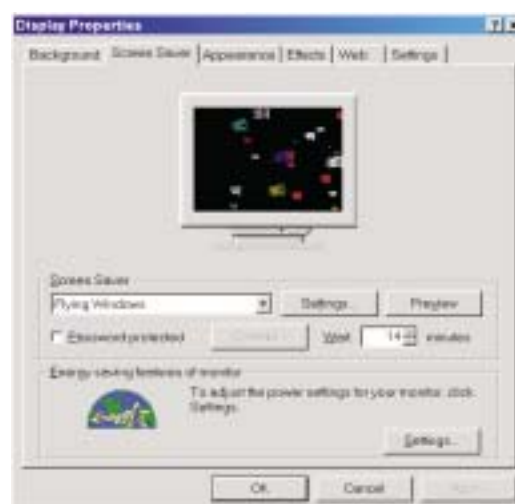 Display Properties
Background Screen Saver Appearance Effects Web Settings
Screen Saver
Flying Windows Settings... Preview
Password protected Wait 14 minutes
Energy saving features of monitor
To adjust the power settings for your monitor, click
Settings.
Settings...
OK Cancel